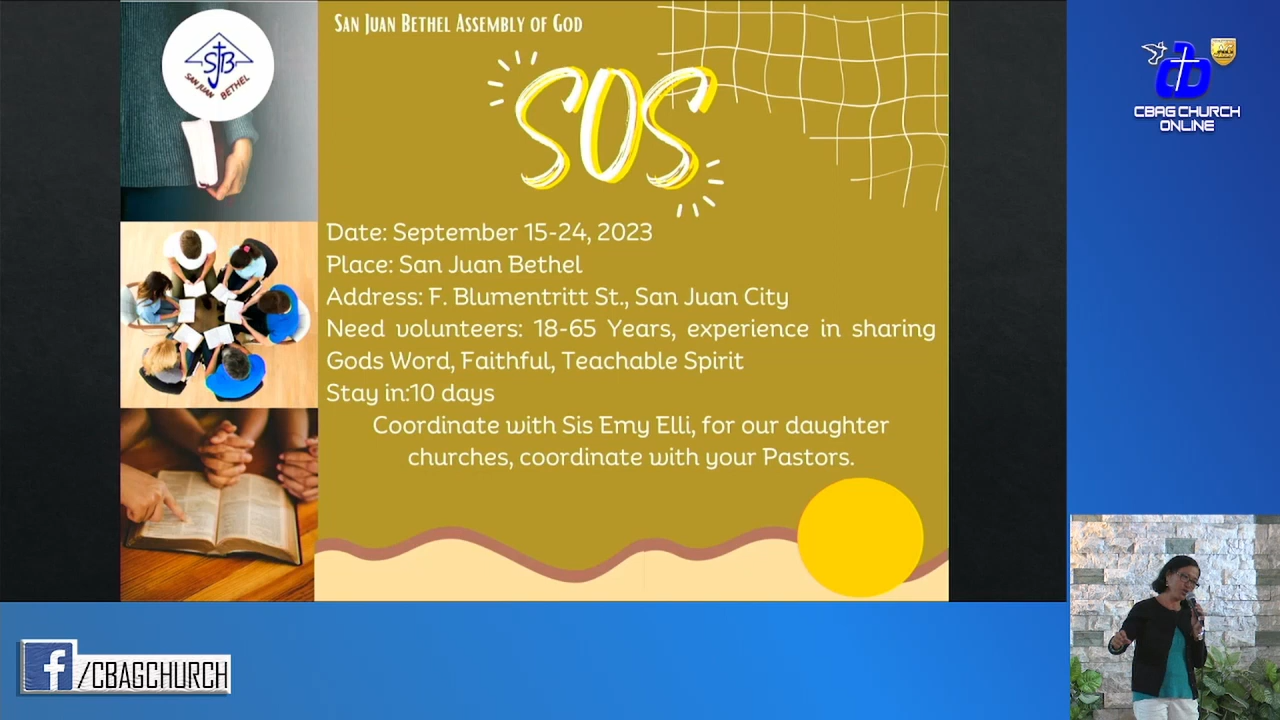 San Juan Bethel Assembly of God
SJB
SAN JUAN BETHEL
SOS
Date: September 15-24, 2023
Place: San Juan Bethel
Address: F. Blumentritt St., San Juan City
Need volunteers: 18-65 Years, experience in sharing
Gods Word, Faithful, Teachable Spirit
Stay in:10 days
Coordinate with Sis Emy Elli, for our daughter
churches, coordinate with your Pastors.
CBAG CHURCH
ONLINE
f /CBAGCHURCH